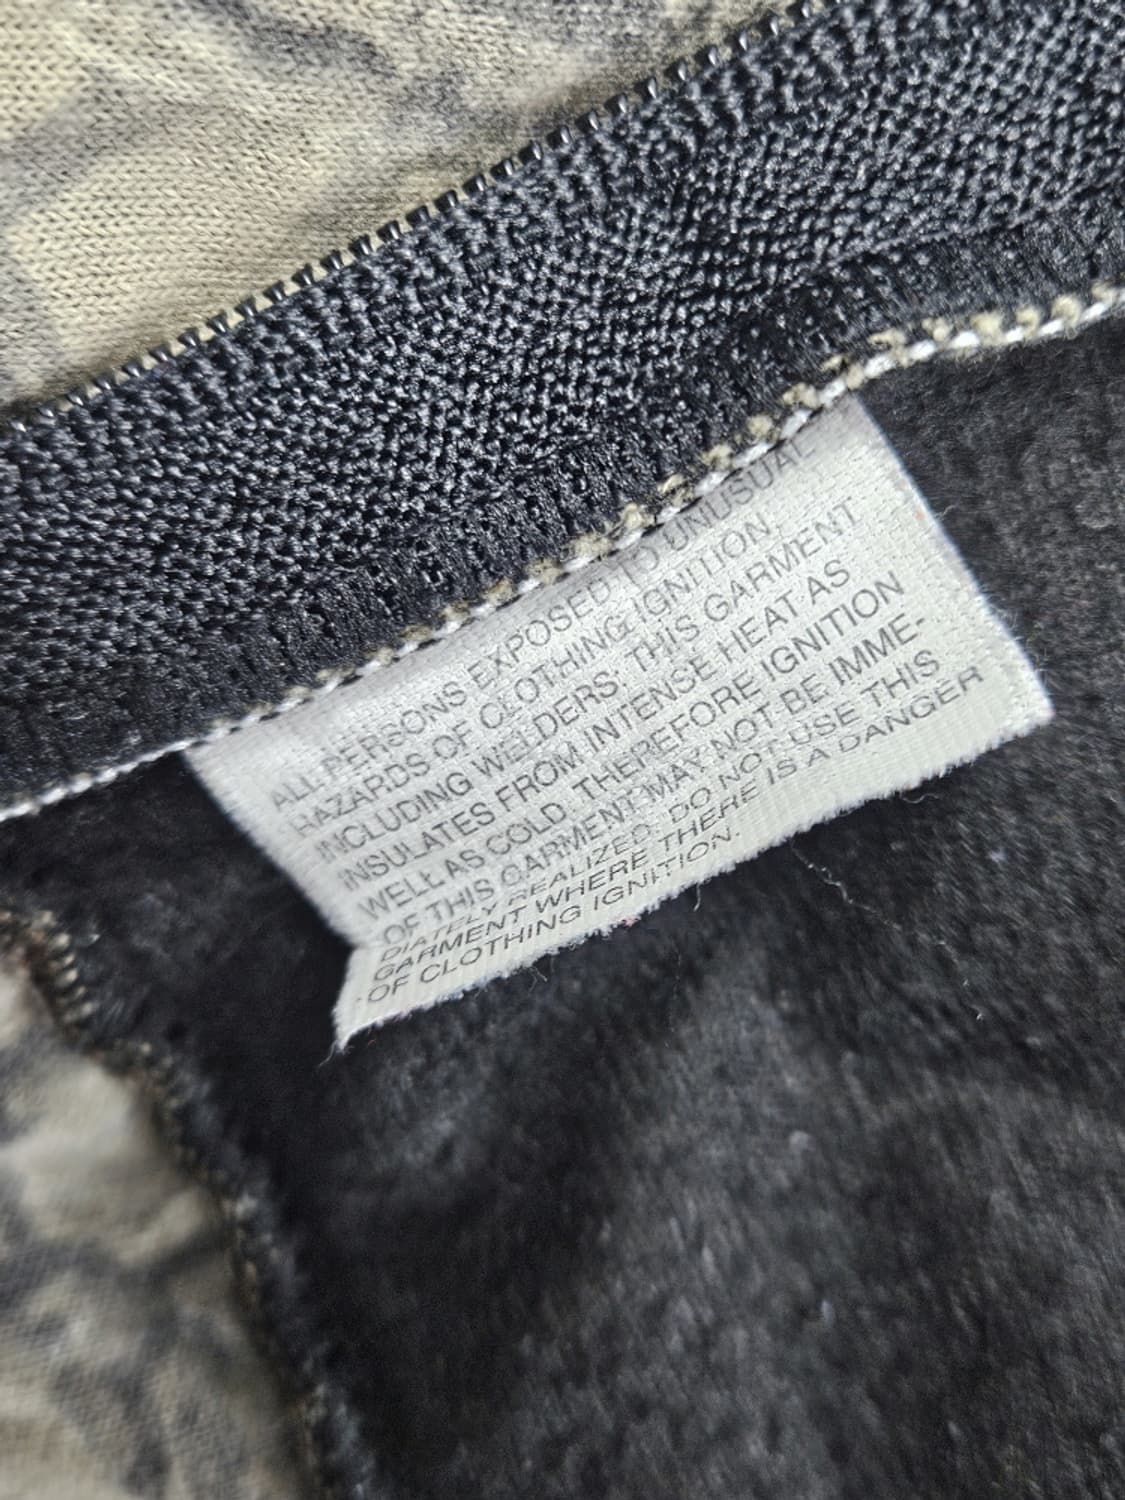 ALL PERSONS EXPOSED TO UNUSUAL
HAZARDS OF CLOTHING IGNITION,
INCLUDING WELDERS: THIS GARMENT
INSULATES FROM INTENSE HEAT AS
WELL AS COLD. THEREFORE IGNITION
OF THIS GARMENT MAY NOT BE IMME-
DIATELY REALIZED. DO NOT USE THIS
GARMENT WHERE THERE IS A DANGER
OF CLOTHING IGNITION.